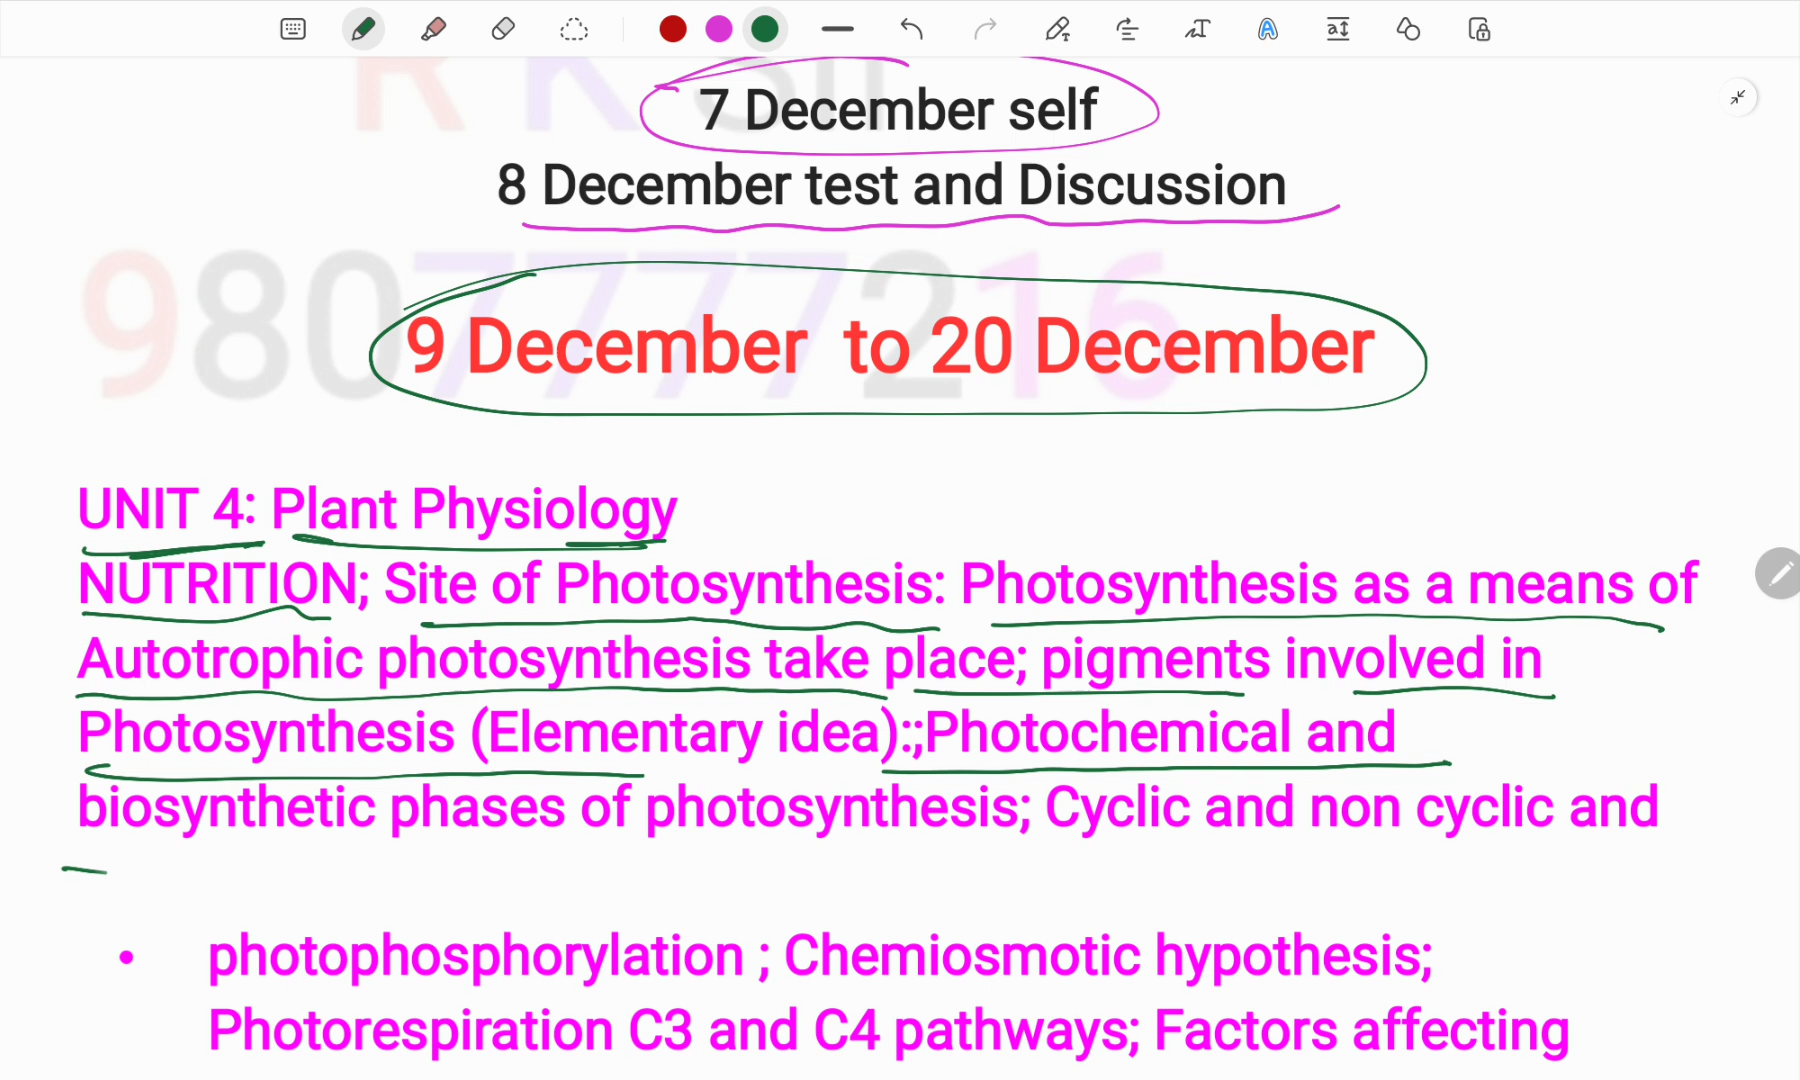 R K Sir
7 December self
8 December test and Discussion
9807777216
9 December to 20 December
UNIT 4: Plant Physiology
NUTRITION; Site of Photosynthesis: Photosynthesis as a means of
Autotrophic photosynthesis take place; pigments involved in
Photosynthesis (Elementary idea):;Photochemical and
biosynthetic phases of photosynthesis; Cyclic and non cyclic and
• photophosphorylation ; Chemiosmotic hypothesis;
Photorespiration C3 and C4 pathways; Factors affecting